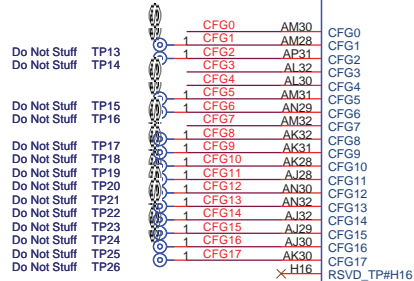 CFG0 AM30 CFG0
Do Not Stuff TP13 1 CFG1 AM28 CFG1
Do Not Stuff TP14 1 CFG2 AP31 CFG2
CFG3 AL32 CFG3
CFG4 AL30 CFG4
Do Not Stuff TP15 1 CFG5 AM31 CFG5
Do Not Stuff TP16 1 CFG6 AN29 CFG6
CFG7 AM32 CFG7
Do Not Stuff TP17 1 CFG8 AK32 CFG8
Do Not Stuff TP18 1 CFG9 AK31 CFG9
Do Not Stuff TP19 1 CFG10 AK28 CFG10
Do Not Stuff TP20 1 CFG11 AJ28 CFG11
Do Not Stuff TP21 1 CFG12 AN30 CFG12
Do Not Stuff TP22 1 CFG13 AN32 CFG13
Do Not Stuff TP23 1 CFG14 AJ32 CFG14
Do Not Stuff TP24 1 CFG15 AJ29 CFG15
Do Not Stuff TP25 1 CFG16 AJ30 CFG16
Do Not Stuff TP26 1 CFG17 AK30 CFG17
H16 RSVD_TP#H16